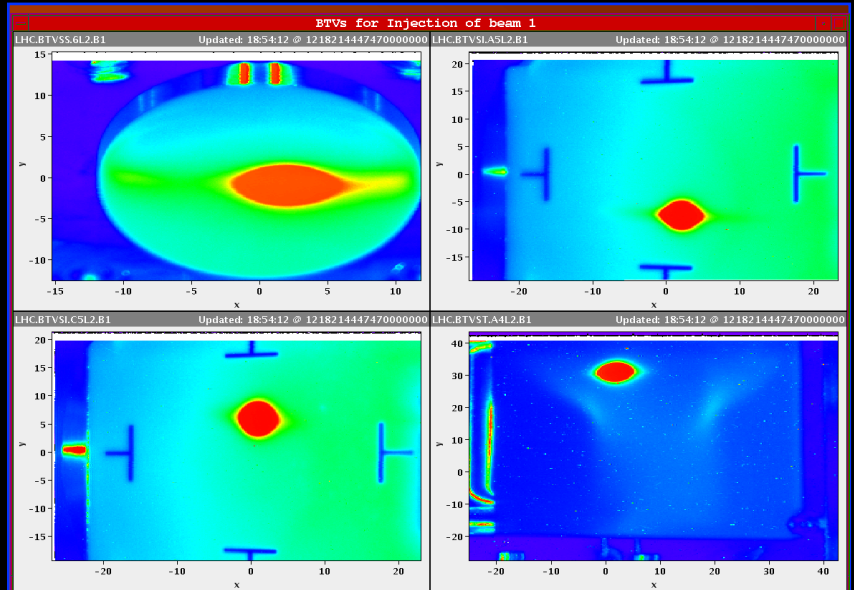 BTVs for Injection of beam 1
LHC.BTVSS.6L2.B1 Updated: 18:54:12 @ 1218214447470000000
15
10
5
0
-5
-10
y
-15 -10 -5 0 5 10
x
LHC.BTVSI.A5L2.B1 Updated: 18:54:12 @ 1218214447470000000
20
15
10
5
0
-5
-10
-15
y
-20 -10 0 10 20
x
LHC.BTVSI.C5L2.B1 Updated: 18:54:12 @ 1218214447470000000
20
15
10
5
0
-5
-10
-15
y
-20 -10 0 10 20
x
LHC.BTVST.A4L2.B1 Updated: 18:54:12 @ 1218214447470000000
40
30
20
10
0
-10
-20
y
-20 -10 0 10 20 30 40
x